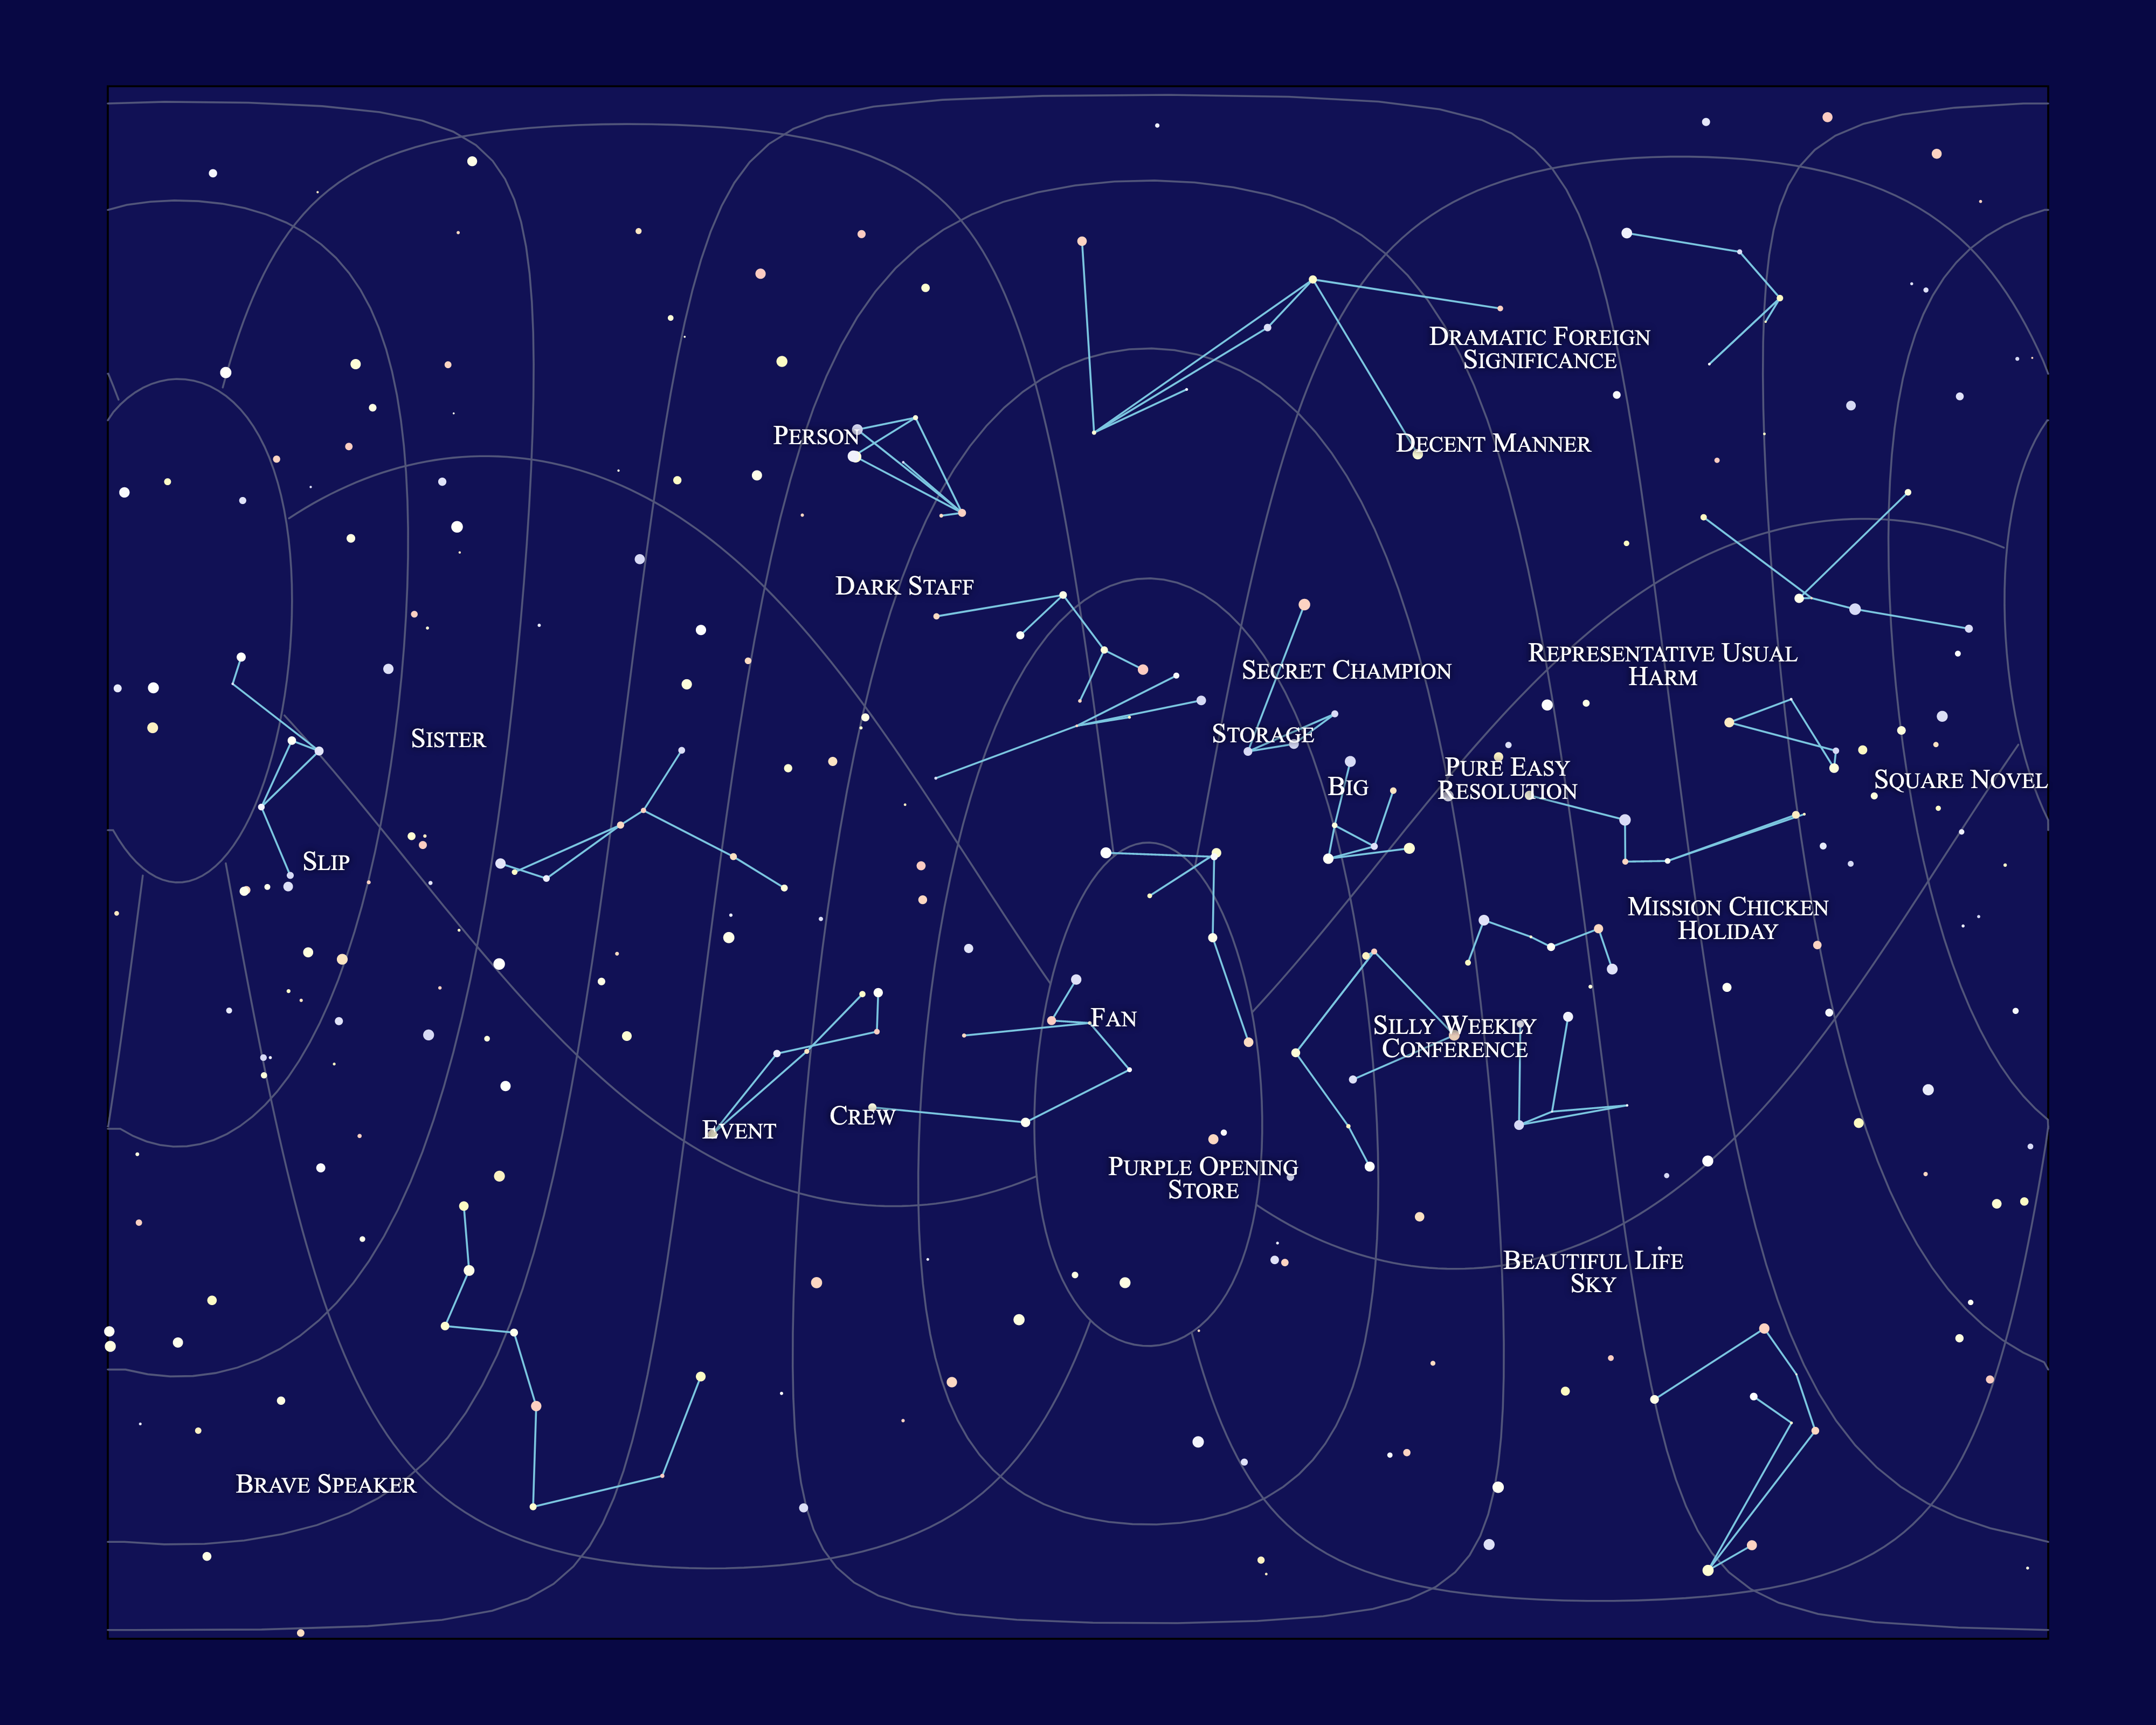 Dramatic Foreign
Significance
Person
Decent Manner
Dark Staff
Representative Usual
Harm
Secret Champion
Sister
Storage
Pure Easy
Resolution
Big
Square Novel
Slip
Mission Chicken
Holiday
Fan
Silly Weekly
Conference
Crew
Event
Purple Opening
Store
Beautiful Life
Sky
Brave Speaker